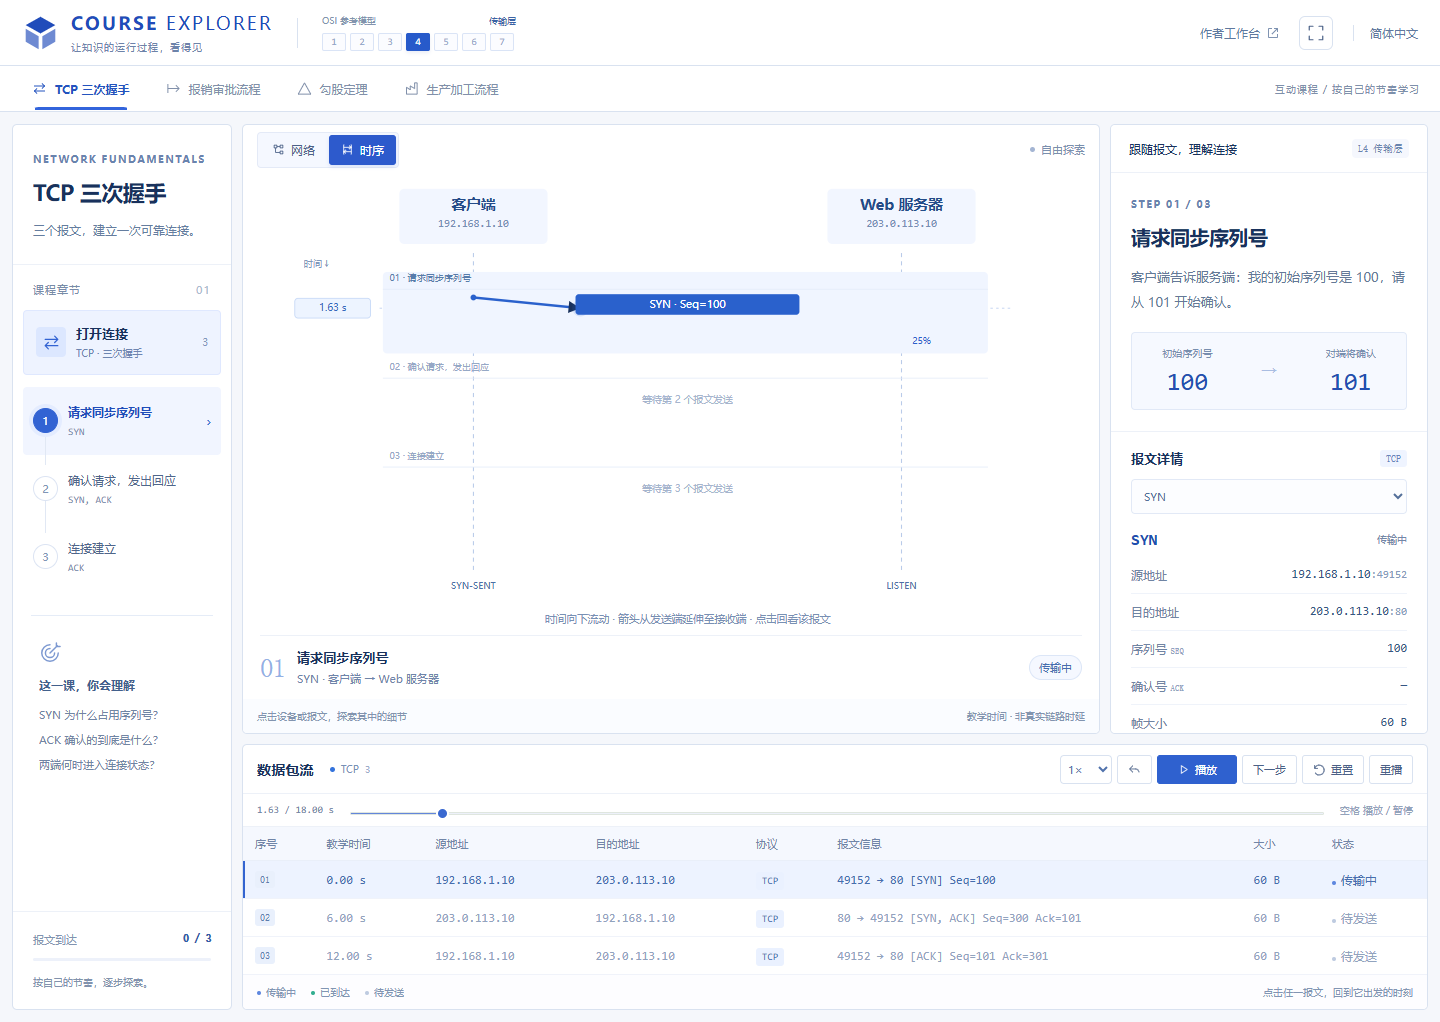 COURSE EXPLORER
让知识的运行过程，看得见
OSI 参考模型 传输层
1 2 3 4 5 6 7
作者工作台
简体中文
TCP 三次握手
报销审批流程
勾股定理
生产加工流程
互动课程 / 按自己的节奏学习
NETWORK FUNDAMENTALS
TCP 三次握手
三个报文，建立一次可靠连接。
课程章节 01
打开连接
TCP · 三次握手
3
1
请求同步序列号
SYN
›
2
确认请求，发出回应
SYN, ACK
3
连接建立
ACK
这一课，你会理解
SYN 为什么占用序列号？
ACK 确认的到底是什么？
两端何时进入连接状态？
报文到达 0 / 3
按自己的节奏，逐步探索。
网络
时序
自由探索
客户端
192.168.1.10
Web 服务器
203.0.113.10
时间 ↓
01 · 请求同步序列号
1.63 s
SYN · Seq=100
25%
02 · 确认请求，发出回应
等待第 2 个报文发送
03 · 连接建立
等待第 3 个报文发送
SYN-SENT
LISTEN
时间向下流动 · 箭头从发送端延伸至接收端 · 点击回看该报文
01
请求同步序列号
SYN · 客户端 → Web 服务器
传输中
点击设备或报文，探索其中的细节
教学时间 · 非真实链路时延
跟随报文，理解连接
L4 传输层
STEP 01 / 03
请求同步序列号
客户端告诉服务端：我的初始序列号是 100，请
从 101 开始确认。
初始序列号
100
→
对端将确认
101
报文详情
TCP
SYN
SYN 传输中
源地址 192.168.1.10:49152
目的地址 203.0.113.10:80
序列号 SEQ 100
确认号 ACK —
帧大小 60 B
数据包流
TCP 3
1×
播放
下一步
重置
重播
1.63 / 18.00 s
空格 播放 / 暂停
序号 教学时间 源地址 目的地址 协议 报文信息 大小 状态
01 0.00 s 192.168.1.10 203.0.113.10 TCP 49152 → 80 [SYN] Seq=100 60 B 传输中
02 6.00 s 203.0.113.10 192.168.1.10 TCP 80 → 49152 [SYN, ACK] Seq=300 Ack=101 60 B 待发送
03 12.00 s 192.168.1.10 203.0.113.10 TCP 49152 → 80 [ACK] Seq=101 Ack=301 60 B 待发送
传输中 已到达 待发送
点击任一报文，回到它出发的时刻